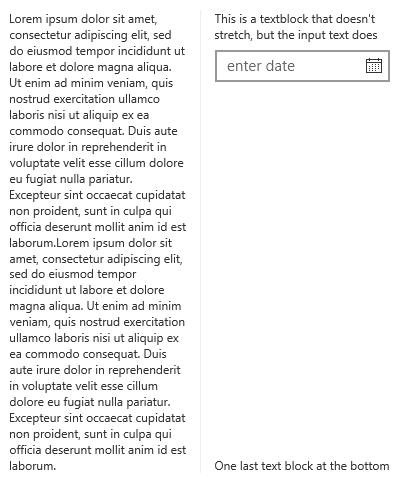 Lorem ipsum dolor sit amet,
consectetur adipiscing elit, sed
do eiusmod tempor incididunt ut
labore et dolore magna aliqua.
Ut enim ad minim veniam, quis
nostrud exercitation ullamco
laboris nisi ut aliquip ex ea
commodo consequat. Duis aute
irure dolor in reprehenderit in
voluptate velit esse cillum dolore
eu fugiat nulla pariatur.
Excepteur sint occaecat cupidatat
non proident, sunt in culpa qui
officia deserunt mollit anim id est
laborum.Lorem ipsum dolor sit
amet, consectetur adipiscing elit,
sed do eiusmod tempor
incididunt ut labore et dolore
magna aliqua. Ut enim ad minim
veniam, quis nostrud exercitation
ullamco laboris nisi ut aliquip ex
ea commodo consequat. Duis
aute irure dolor in reprehenderit
in voluptate velit esse cillum
dolore eu fugiat nulla pariatur.
Excepteur sint occaecat cupidatat
non proident, sunt in culpa qui
officia deserunt mollit anim id est
laborum.
This is a textblock that doesn't
stretch, but the input text does
enter date
One last text block at the bottom